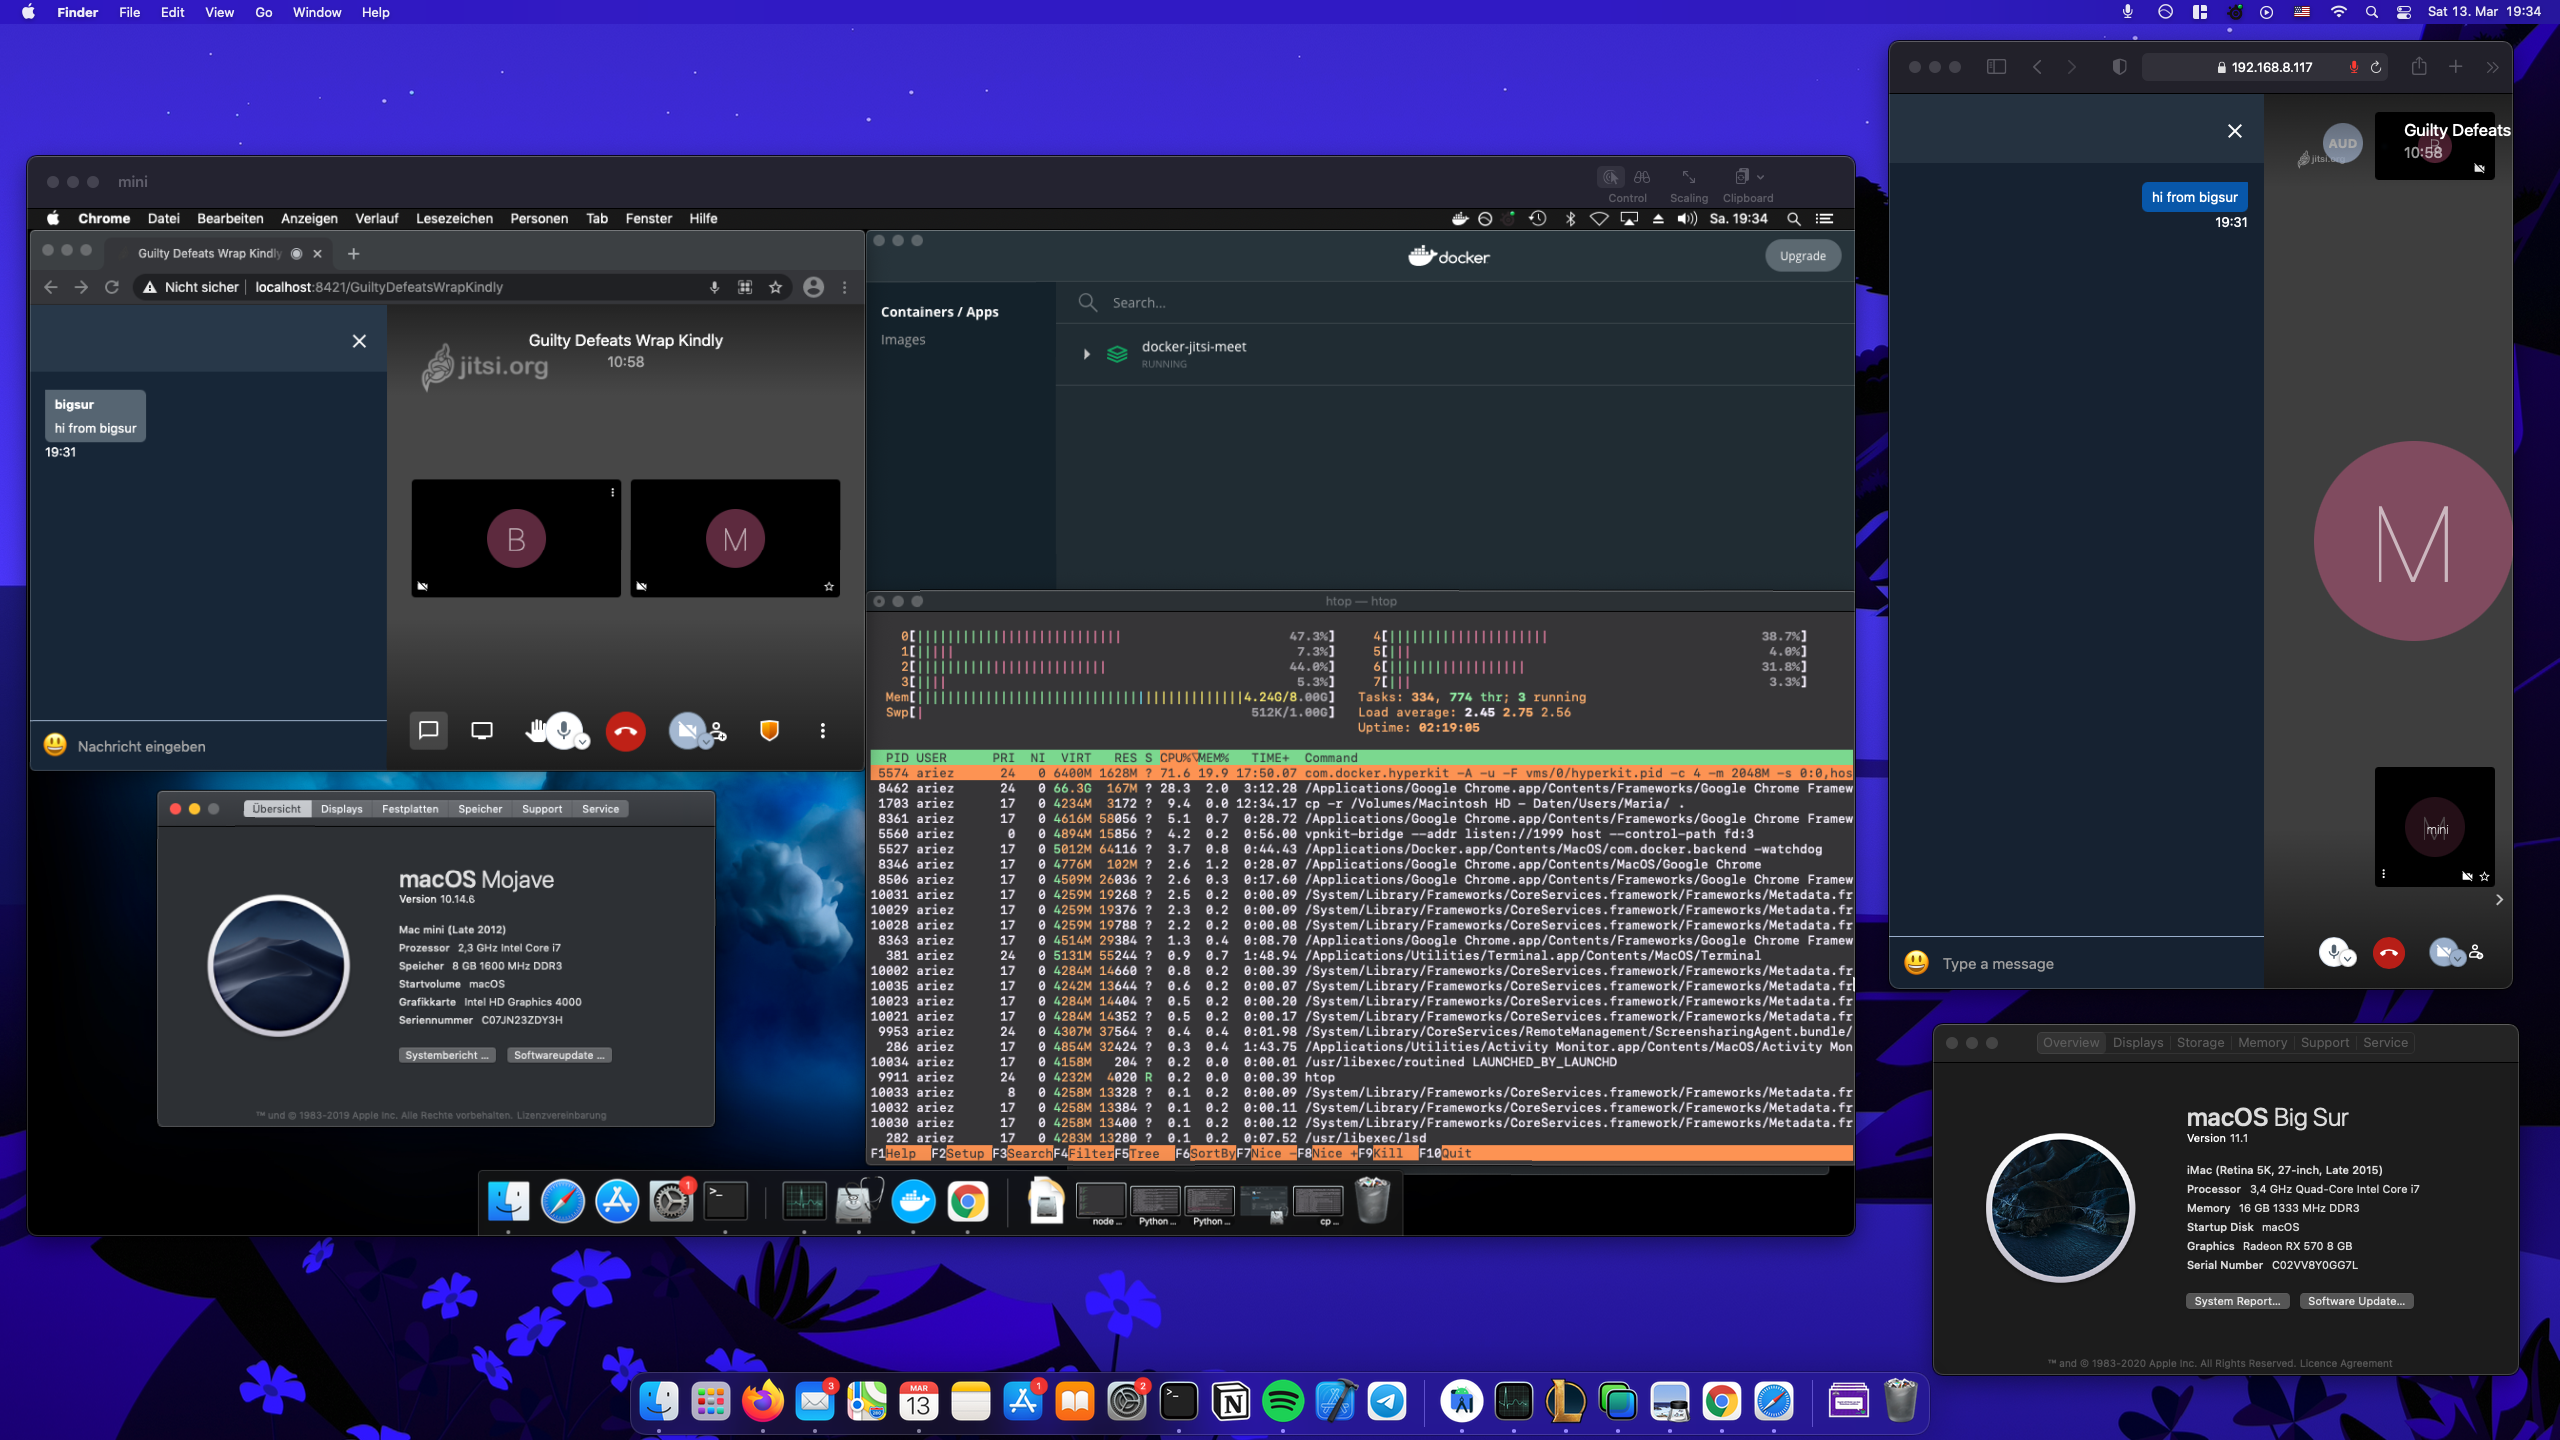 Finder File Edit View Go Window Help
Sat 13. Mar 19:34
mini
Control Scaling Clipboard
Chrome Datei Bearbeiten Anzeigen Verlauf Lesezeichen Personen Tab Fenster Hilfe
Sa. 19:34
Guilty Defeats Wrap Kindly
Nicht sicher | localhost:8421/GuiltyDefeatsWrapKindly
jitsi.org
Guilty Defeats Wrap Kindly
10:58
bigsur
hi from bigsur
19:31
B
M
Nachricht eingeben
docker
Upgrade
Containers / Apps
Images
Search...
docker-jitsi-meet
RUNNING
htop — htop
0[ 47.3%] 4[ 38.7%]
1[ 7.3%] 5[ 4.0%]
2[ 44.0%] 6[ 31.8%]
3[ 5.3%] 7[ 3.3%]
Mem[ 4.24G/8.00G] Tasks: 334, 774 thr; 3 running
Swp[ 512K/1.00G] Load average: 2.45 2.75 2.56
Uptime: 02:19:05
PID USER PRI NI VIRT RES S CPU%▽MEM% TIME+ Command
5574 ariez 24 0 6400M 1628M ? 71.6 19.9 17:50.07 com.docker.hyperkit -A -u -F vms/0/hyperkit.pid -c 4 -m 2048M -s 0:0,hos
8462 ariez 24 0 66.3G 167M ? 28.3 2.0 3:12.28 /Applications/Google Chrome.app/Contents/Frameworks/Google Chrome Framew
1703 ariez 17 0 4234M 3172 ? 9.4 0.0 12:34.17 cp -r /Volumes/Macintosh HD - Daten/Users/Maria/ .
8361 ariez 17 0 4616M 58056 ? 5.1 0.7 0:28.72 /Applications/Google Chrome.app/Contents/Frameworks/Google Chrome Framew
5560 ariez 0 0 4894M 15856 ? 4.2 0.2 0:56.00 vpnkit-bridge --addr listen://1999 host --control-path fd:3
5527 ariez 17 0 5012M 64116 ? 3.7 0.8 0:44.43 /Applications/Docker.app/Contents/MacOS/com.docker.backend -watchdog
8346 ariez 17 0 4776M 102M ? 2.6 1.2 0:28.07 /Applications/Google Chrome.app/Contents/MacOS/Google Chrome
8506 ariez 17 0 4509M 26036 ? 2.6 0.3 0:17.60 /Applications/Google Chrome.app/Contents/Frameworks/Google Chrome Framew
10031 ariez 17 0 4259M 19268 ? 2.5 0.2 0:00.09 /System/Library/Frameworks/CoreServices.framework/Frameworks/Metadata.fr
10029 ariez 17 0 4259M 19376 ? 2.3 0.2 0:00.09 /System/Library/Frameworks/CoreServices.framework/Frameworks/Metadata.fr
10028 ariez 17 0 4259M 19788 ? 2.2 0.2 0:00.08 /System/Library/Frameworks/CoreServices.framework/Frameworks/Metadata.fr
8363 ariez 17 0 4514M 29384 ? 1.3 0.4 0:08.70 /Applications/Google Chrome.app/Contents/Frameworks/Google Chrome Framew
381 ariez 24 0 5131M 55244 ? 0.9 0.7 1:48.94 /Applications/Utilities/Terminal.app/Contents/MacOS/Terminal
10002 ariez 17 0 4284M 14660 ? 0.8 0.2 0:00.39 /System/Library/Frameworks/CoreServices.framework/Frameworks/Metadata.fr
10035 ariez 17 0 4242M 13644 ? 0.6 0.2 0:00.07 /System/Library/Frameworks/CoreServices.framework/Frameworks/Metadata.fr
10023 ariez 17 0 4284M 14404 ? 0.5 0.2 0:00.20 /System/Library/Frameworks/CoreServices.framework/Frameworks/Metadata.fr
10021 ariez 17 0 4284M 14352 ? 0.5 0.2 0:00.17 /System/Library/Frameworks/CoreServices.framework/Frameworks/Metadata.fr
9953 ariez 24 0 4307M 37564 ? 0.4 0.4 0:01.98 /System/Library/CoreServices/RemoteManagement/ScreensharingAgent.bundle/
286 ariez 17 0 4854M 32424 ? 0.3 0.4 1:43.75 /Applications/Utilities/Activity Monitor.app/Contents/MacOS/Activity Mon
10034 ariez 17 0 4158M 204 ? 0.2 0.0 0:00.01 /usr/libexec/routined LAUNCHED_BY_LAUNCHD
9911 ariez 24 0 4232M 4020 R 0.2 0.0 0:00.39 htop
10033 ariez 8 0 4258M 13328 ? 0.1 0.2 0:00.09 /System/Library/Frameworks/CoreServices.framework/Frameworks/Metadata.fr
10032 ariez 17 0 4258M 13384 ? 0.1 0.2 0:00.11 /System/Library/Frameworks/CoreServices.framework/Frameworks/Metadata.fr
10030 ariez 17 0 4258M 13400 ? 0.1 0.2 0:00.12 /System/Library/Frameworks/CoreServices.framework/Frameworks/Metadata.fr
282 ariez 17 0 4283M 13280 ? 0.1 0.2 0:07.52 /usr/libexec/lsd
F1Help F2Setup F3SearchF4FilterF5Tree F6SortByF7Nice -F8Nice +F9Kill F10Quit
Übersicht Displays Festplatten Speicher Support Service
macOS Mojave
Version 10.14.6
Mac mini (Late 2012)
Prozessor 2,3 GHz Intel Core i7
Speicher 8 GB 1600 MHz DDR3
Startvolume macOS
Grafikkarte Intel HD Graphics 4000
Seriennummer C07JN23ZDY3H
Systembericht ... Softwareupdate ...
™ und © 1983-2019 Apple Inc. Alle Rechte vorbehalten. Lizenzvereinbarung
1
node ... Python ... Python ... cp ...
192.168.8.117
AUD
jitsi.org
Guilty Defeats
10:58
B
hi from bigsur
19:31
M
M
mini
Type a message
Overview Displays Storage Memory Support Service
macOS Big Sur
Version 11.1
iMac (Retina 5K, 27-inch, Late 2015)
Processor 3,4 GHz Quad-Core Intel Core i7
Memory 16 GB 1333 MHz DDR3
Startup Disk macOS
Graphics Radeon RX 570 8 GB
Serial Number C02VV8Y0GG7L
System Report... Software Update...
™ and © 1983-2020 Apple Inc. All Rights Reserved. Licence Agreement
3
MAR
13
1
2